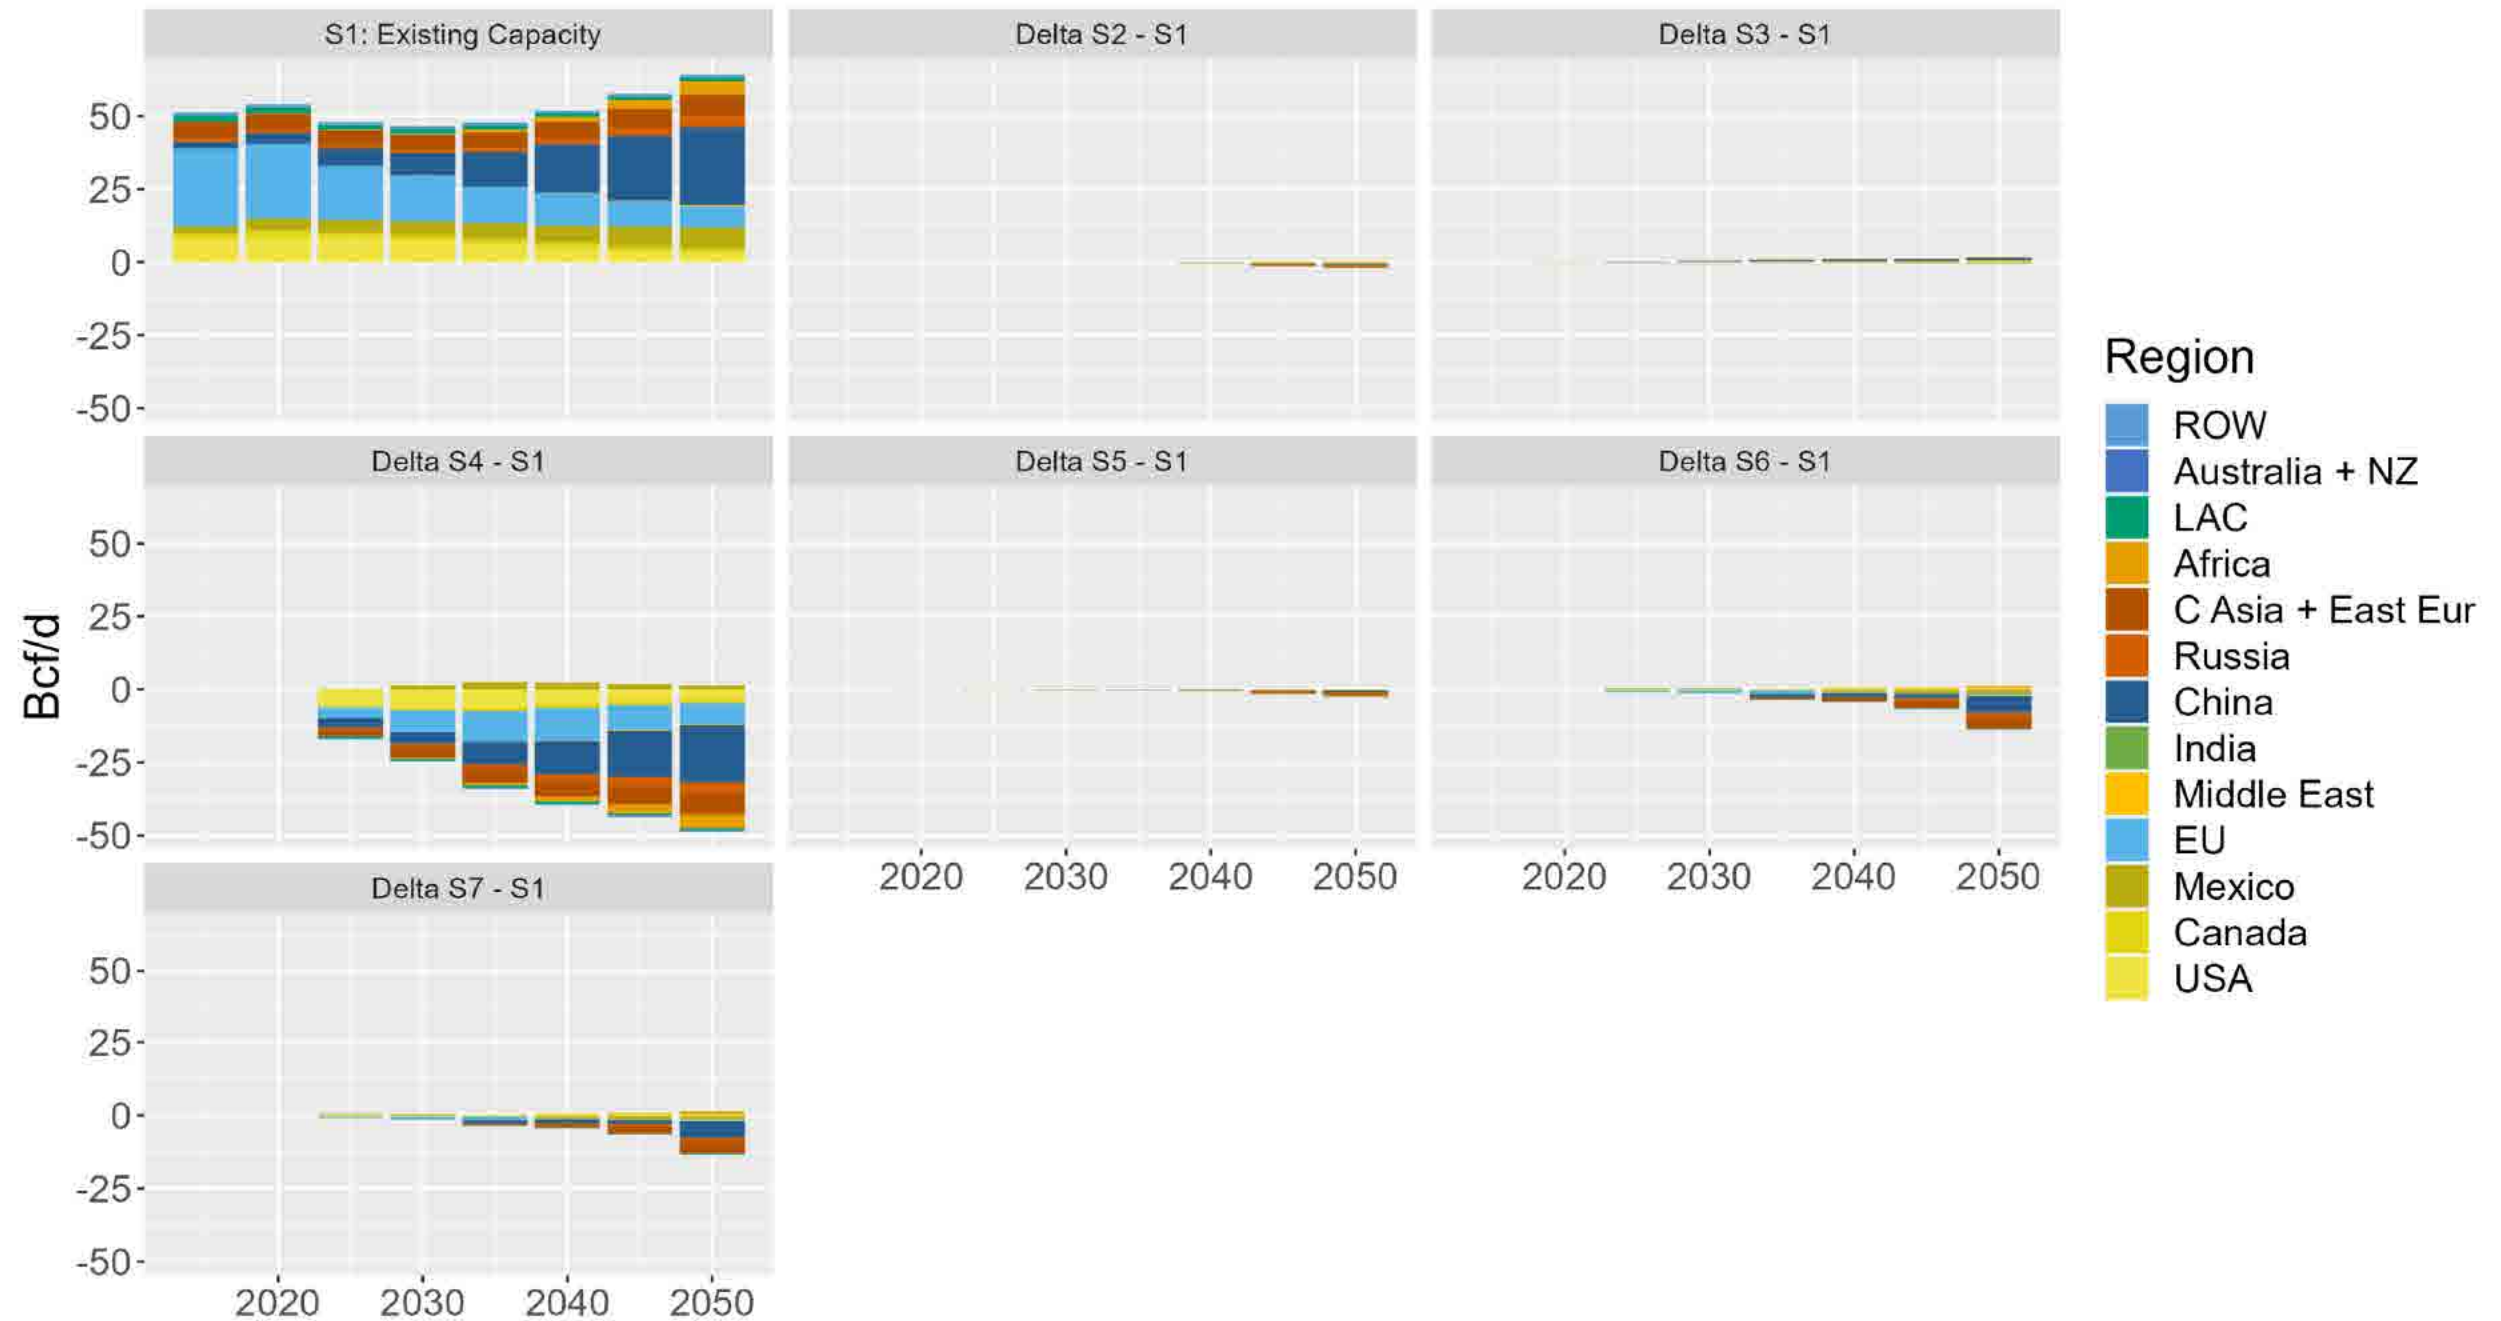 S1: Existing Capacity
Delta S2 - S1
Delta S3 - S1
50
25
0
-25
-50
Delta S4 - S1
Delta S5 - S1
Delta S6 - S1
50
25
0
-25
-50
2020 2030 2040 2050
2020 2030 2040 2050
Delta S7 - S1
50
25
0
-25
-50
2020 2030 2040 2050
Bcf/d
Region
ROW
Australia + NZ
LAC
Africa
C Asia + East Eur
Russia
China
India
Middle East
EU
Mexico
Canada
USA